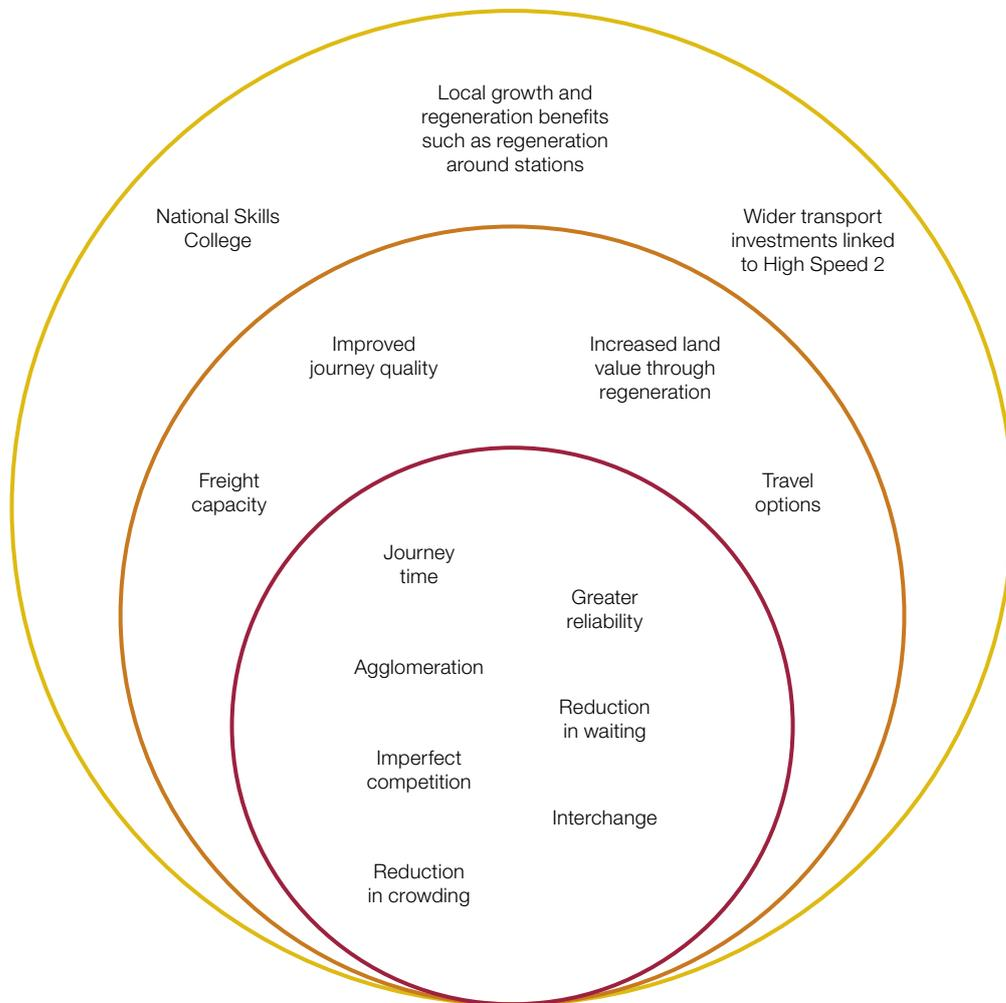 Local growth and
regeneration benefits
such as regeneration
around stations
National Skills
College
Wider transport
investments linked
to High Speed 2
Improved
journey quality
Increased land
value through
regeneration
Freight
capacity
Travel
options
Journey
time
Greater
reliability
Agglomeration
Reduction
in waiting
Imperfect
competition
Interchange
Reduction
in crowding